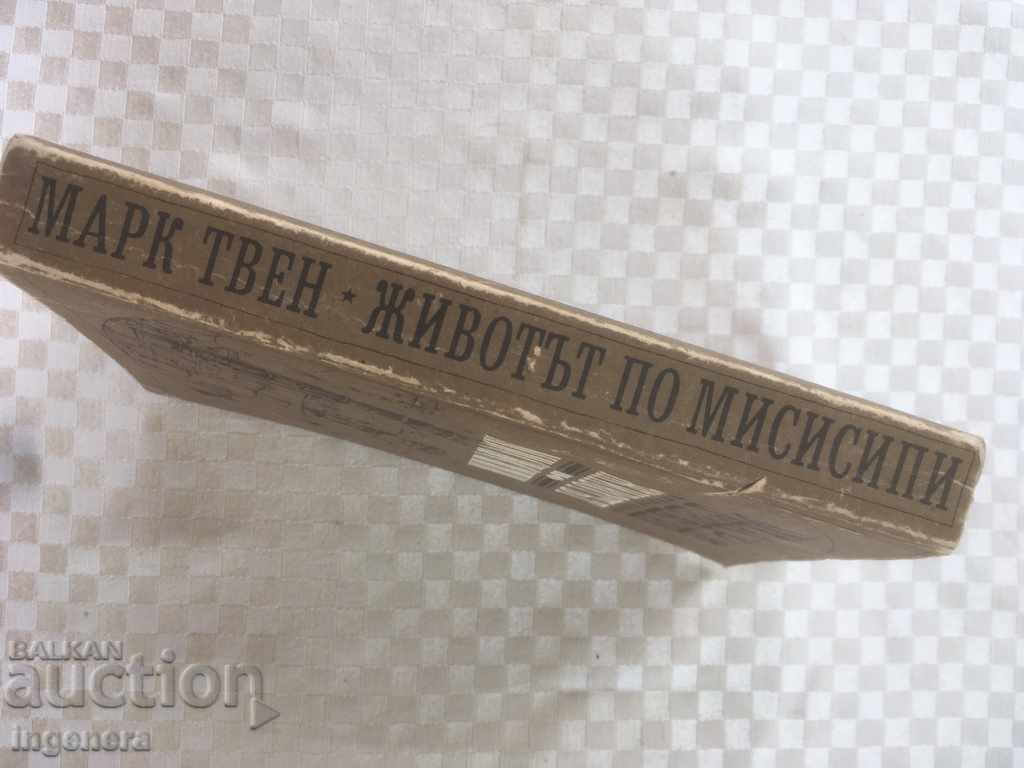 МАРК ТВЕН ★ ЖИВОТЪТ ПО МИСИСИПИ
BALKAN
auction
ingenera